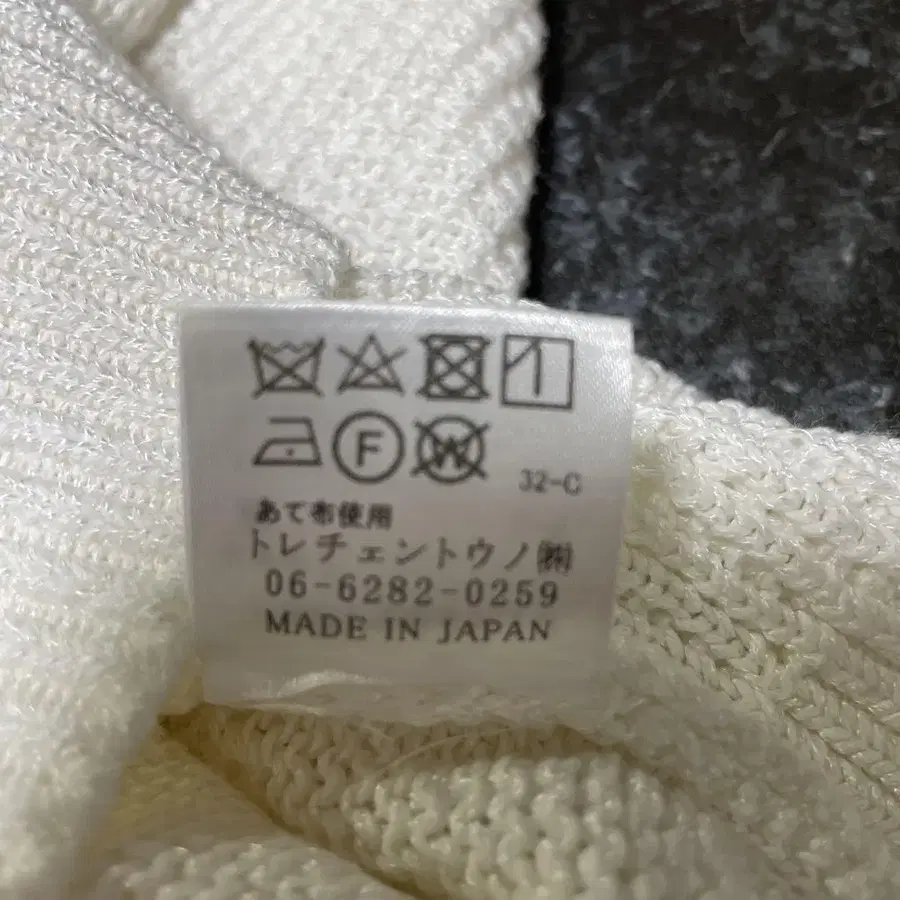 F W
32-C
あて布使用
トレチェントウノ㈱
06-6282-0259
MADE IN JAPAN